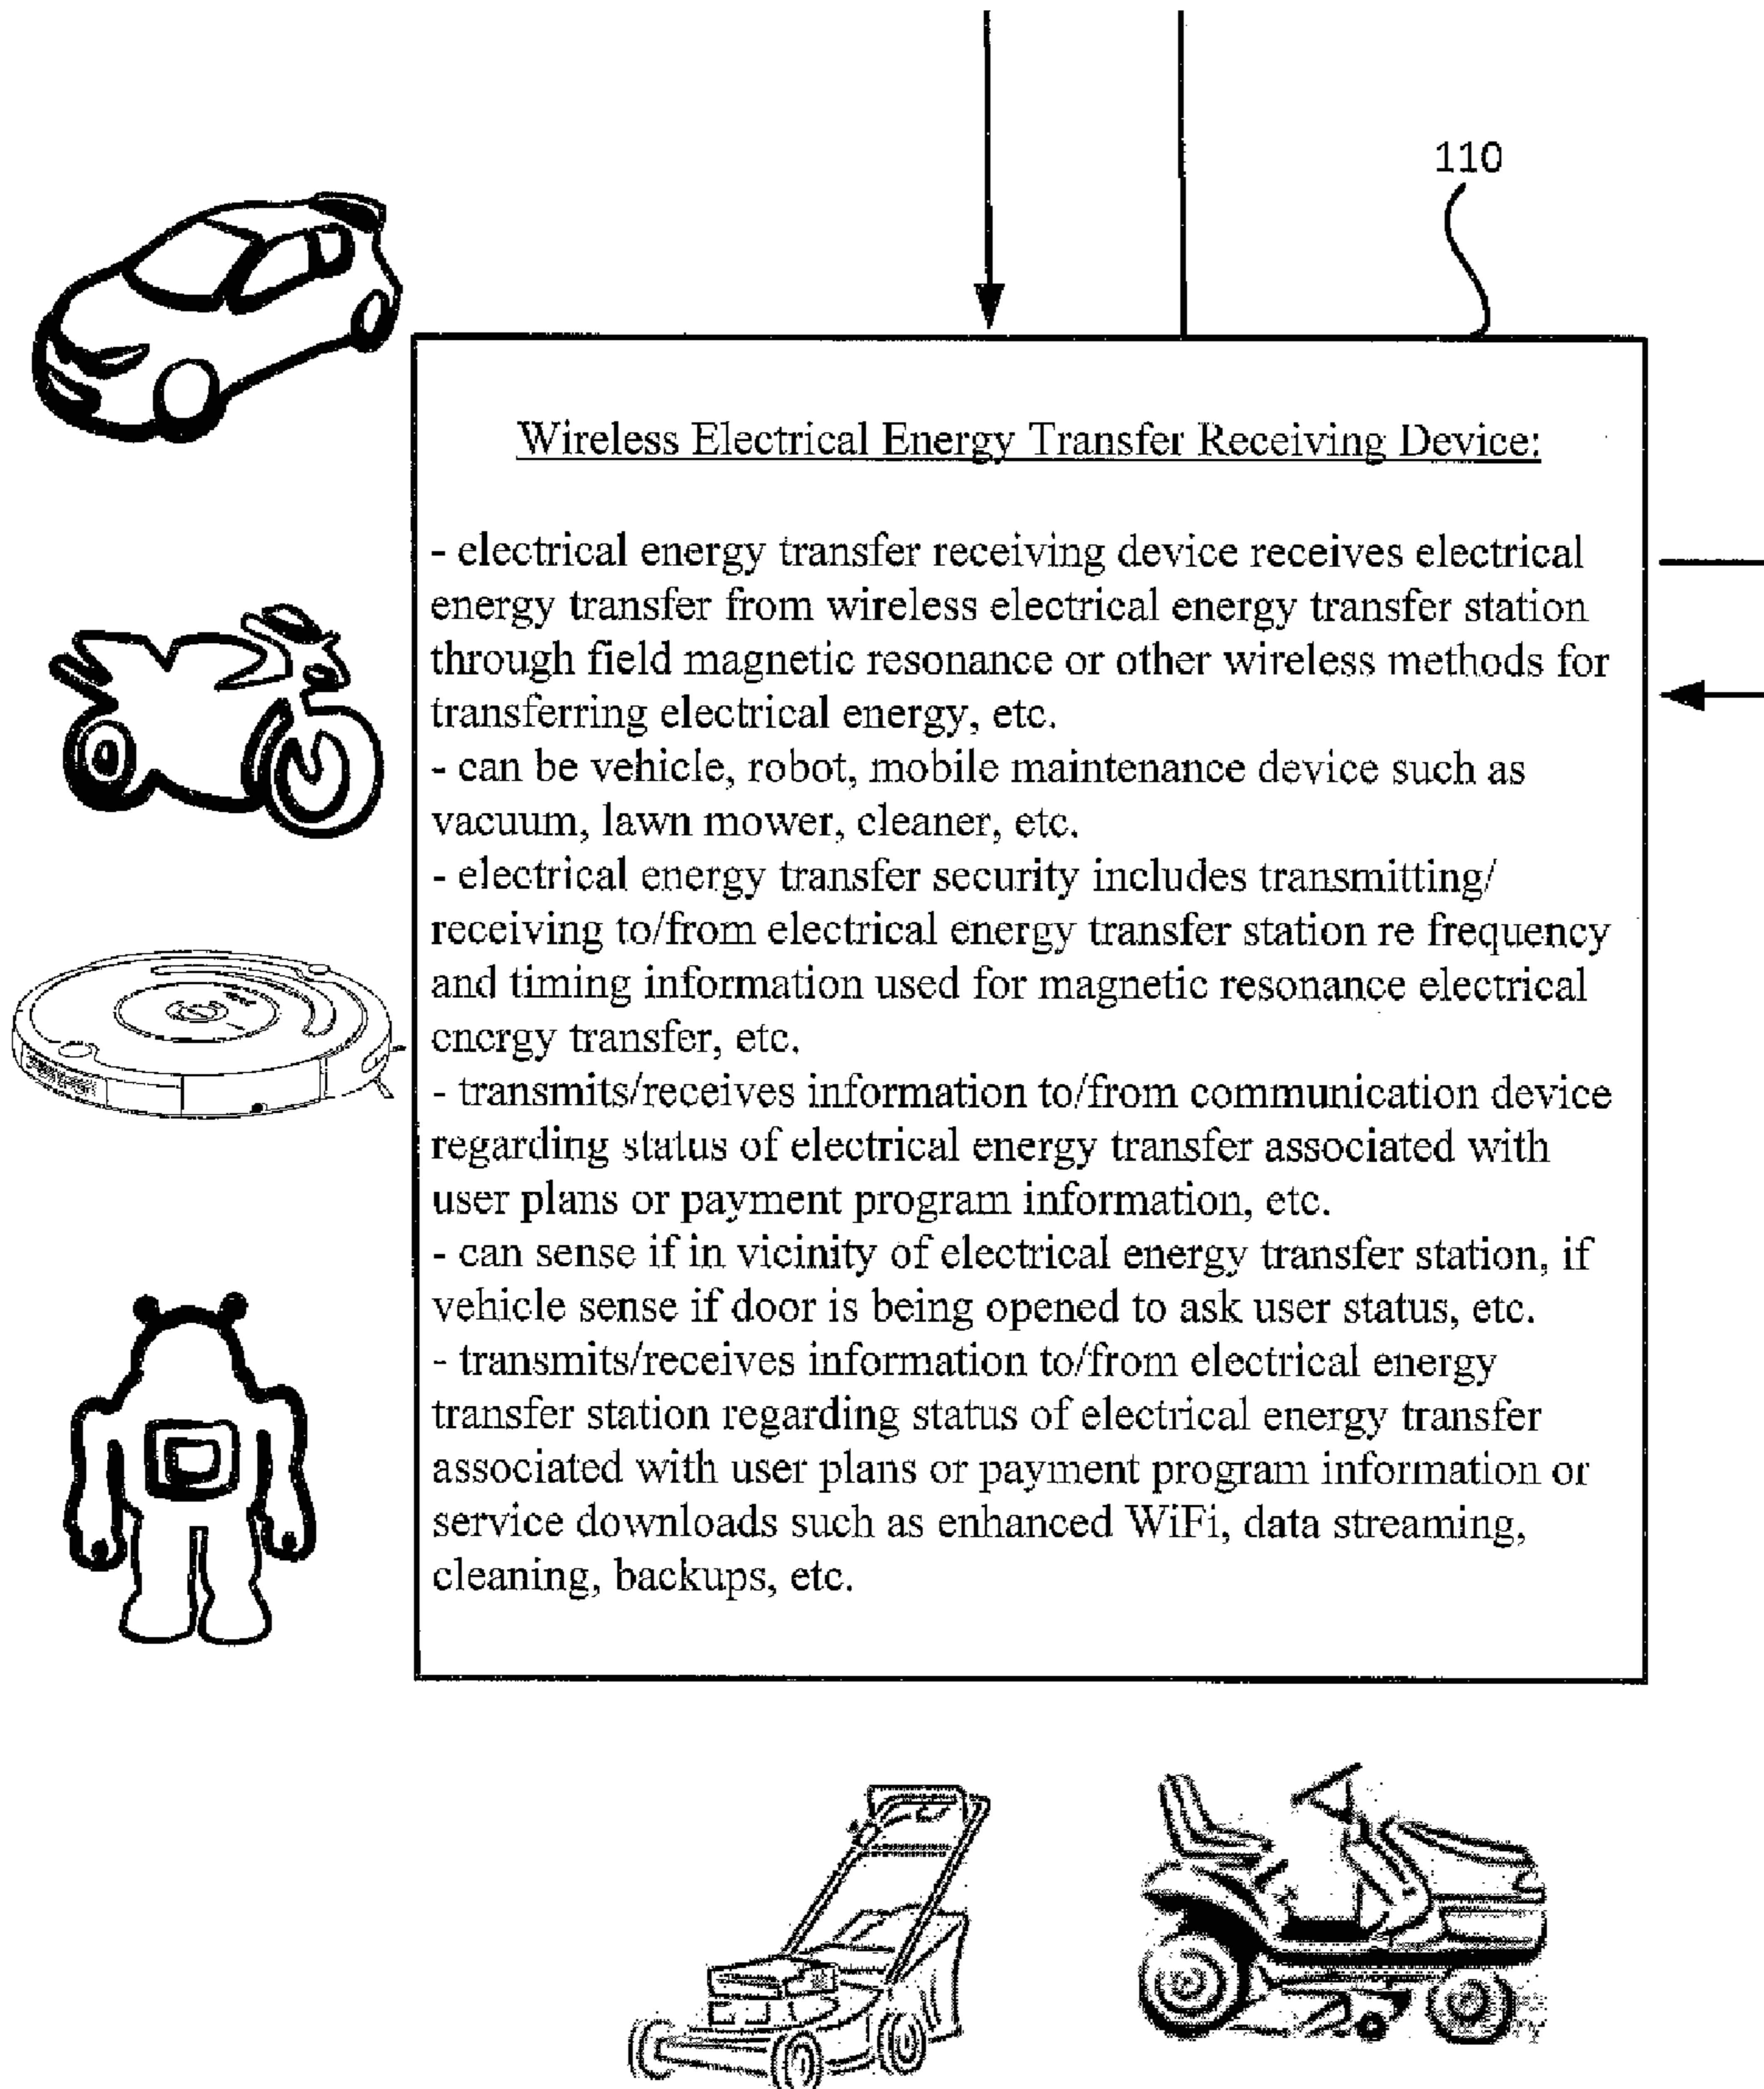 110
Wireless Electrical Energy Transfer Receiving Device:
- electrical energy transfer receiving device receives electrical
energy transfer from wireless electrical energy transfer station
through field magnetic resonance or other wireless methods for
transferring electrical energy, etc.
- can be vehicle, robot, mobile maintenance device such as
vacuum, lawn mower, cleaner, etc.
- electrical energy transfer security includes transmitting/
receiving to/from electrical energy transfer station re frequency
and timing information used for magnetic resonance electrical
energy transfer, etc.
- transmits/receives information to/from communication device
regarding status of electrical energy transfer associated with
user plans or payment program information, etc.
- can sense if in vicinity of electrical energy transfer station, if
vehicle sense if door is being opened to ask user status, etc.
- transmits/receives information to/from electrical energy
transfer station regarding status of electrical energy transfer
associated with user plans or payment program information or
service downloads such as enhanced WiFi, data streaming,
cleaning, backups, etc.